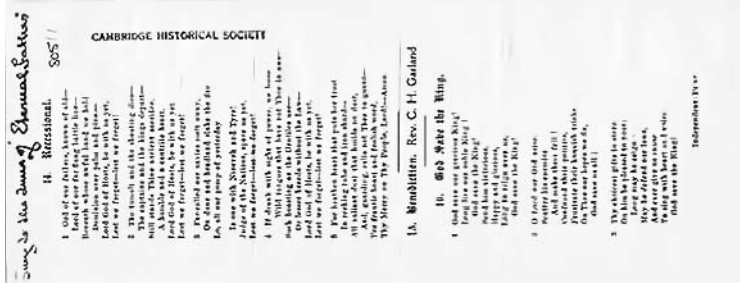 Sung to the Tune of "Eternal Father"
14. Recessional.
80511
CAMBRIDGE HISTORICAL SOCIETY
1 God of our fathers, known of old—
Lord of our far-flung battle line—
Beneath whose awful hand we hold
Dominion over palm and pine—
Lord God of Hosts, be with us yet,
Lest we forget—lest we forget!
2 The tumult and the shouting dies—
The captains and the kings depart—
Still stands Thine ancient sacrifice,
A humble and a contrite heart.
Lord God of Hosts, be with us yet
Lest we forget—lest we forget!
3 Far called, our navies melt away,
On dune and headland sinks the fire
Lo, all our pomp of yesterday
Is one with Nineveh and Tyre!
Judge of the Nations, spare us yet,
Lest we forget—lest we forget!
4 If drunk with sight of power, we loose
Wild tongues that have not Thee in awe—
Such boasting as the Gentiles use—
Or lesser breeds without the Law—
Lord God of Hosts, be with us yet,
Lest we forget—lest we forget!
5 For heathen heart that puts her trust
In reeking tube and iron shard—
All valiant dust that builds on dust,
And, guarding, calls not Thee to guard—
For frantic boast and foolish word,
Thy Mercy on Thy People, Lord!—Amen.
15. Benediction. Rev. C. H. Garland
16. God Save the King.
1 God save our gracious King!
Long live our noble King!
God save the King!
Send him victorious,
Happy and glorious,
Long to reign over us,
God save the King!
2 O Lord God arise,
Scatter his enemies
And make them fall!
Confound their politics
Frustrate their knavish tricks
On Thee our hopes we fix,
God save us all!
3 Thy choicest gifts in store
On him be pleased to pour;
Long may he reign.
May he defend our laws,
And ever give us cause
To sing with heart and voice
God save the King!
Independent Print